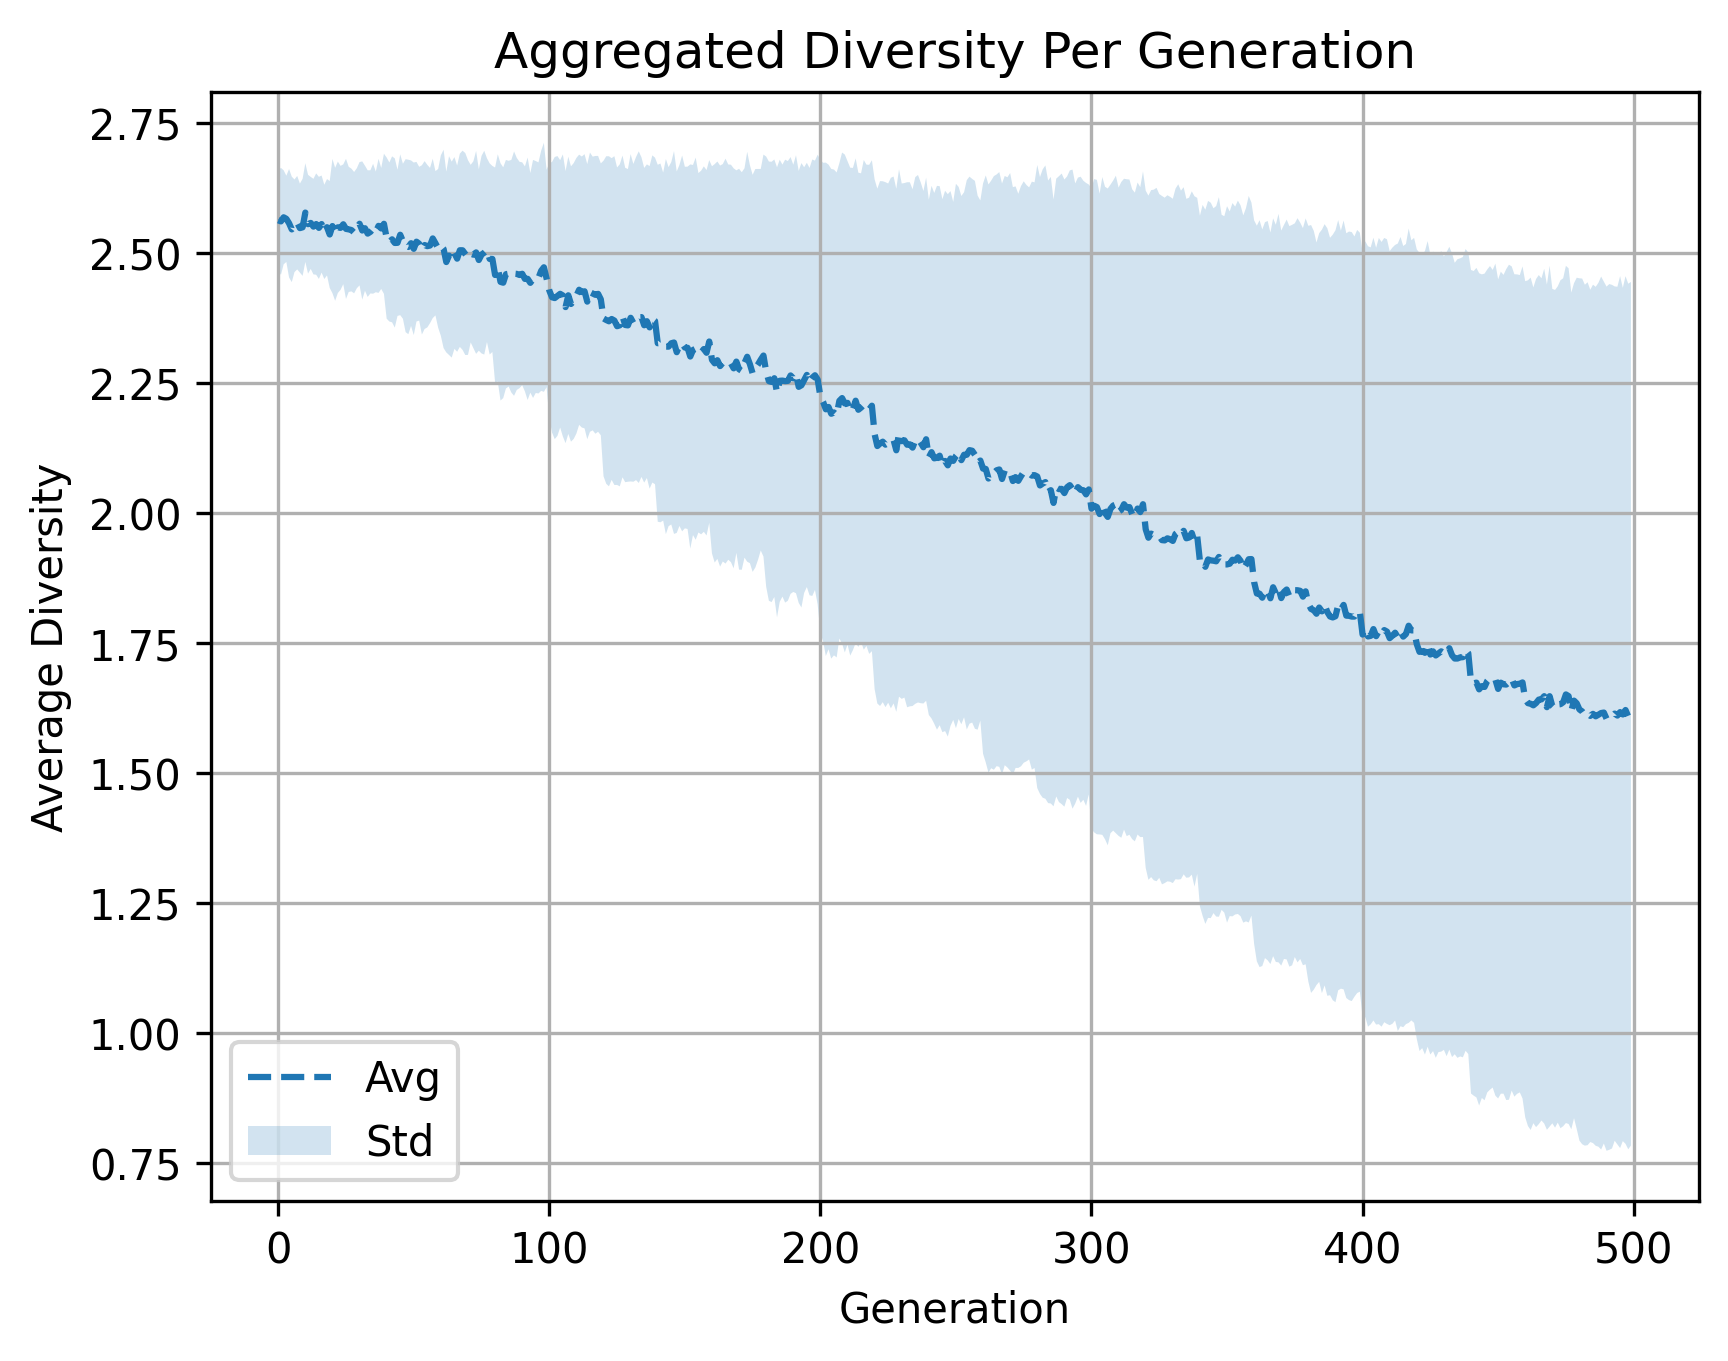 Aggregated Diversity Per Generation
Average Diversity
2.75
2.50
2.25
2.00
1.75
1.50
1.25
1.00
0.75
Avg
Std
0 100 200 300 400 500
Generation